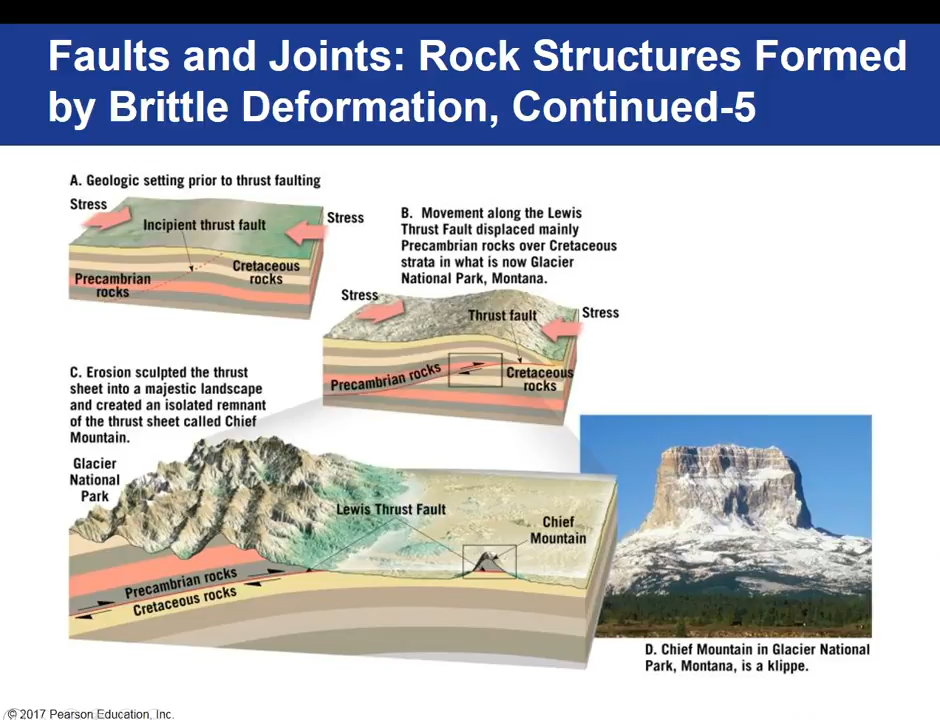 Faults and Joints: Rock Structures Formed
by Brittle Deformation, Continued-5
A. Geologic setting prior to thrust faulting
Stress
Incipient thrust fault
Stress
Cretaceous
rocks
Precambrian
rocks
B. Movement along the Lewis
Thrust Fault displaced mainly
Precambrian rocks over Cretaceous
strata in what is now Glacier
National Park, Montana.
Stress
Thrust fault
Stress
Precambrian rocks
Cretaceous
rocks
C. Erosion sculpted the thrust
sheet into a majestic landscape
and created an isolated remnant
of the thrust sheet called Chief
Mountain.
Glacier
National
Park
Lewis Thrust Fault
Chief
Mountain
Precambrian rocks
Cretaceous rocks
D. Chief Mountain in Glacier National
Park, Montana, is a klippe.
© 2017 Pearson Education, Inc.